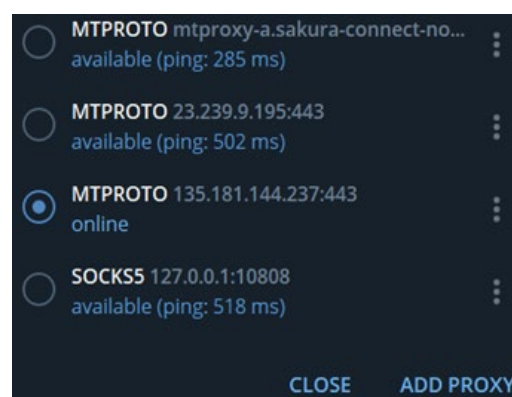 MTPROTO mtproxy-a.sakura-connect-no...
available (ping: 285 ms)
MTPROTO 23.239.9.195:443
available (ping: 502 ms)
MTPROTO 135.181.144.237:443
online
SOCKS5 127.0.0.1:10808
available (ping: 518 ms)
CLOSE ADD PROXY